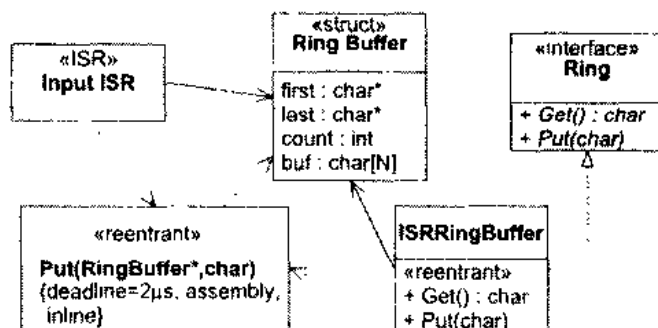 «ISR»
Input ISR
«struct»
Ring Buffer
first : char*
last : char*
count : int
buf : char[N]
«interface»
Ring
+ Get() : char
+ Put(char)
«reentrant»
Put(RingBuffer*,char)
{deadline=2µs, assembly,
inline}
ISRRingBuffer
«reentrant»
+ Get() : char
+ Put(char)